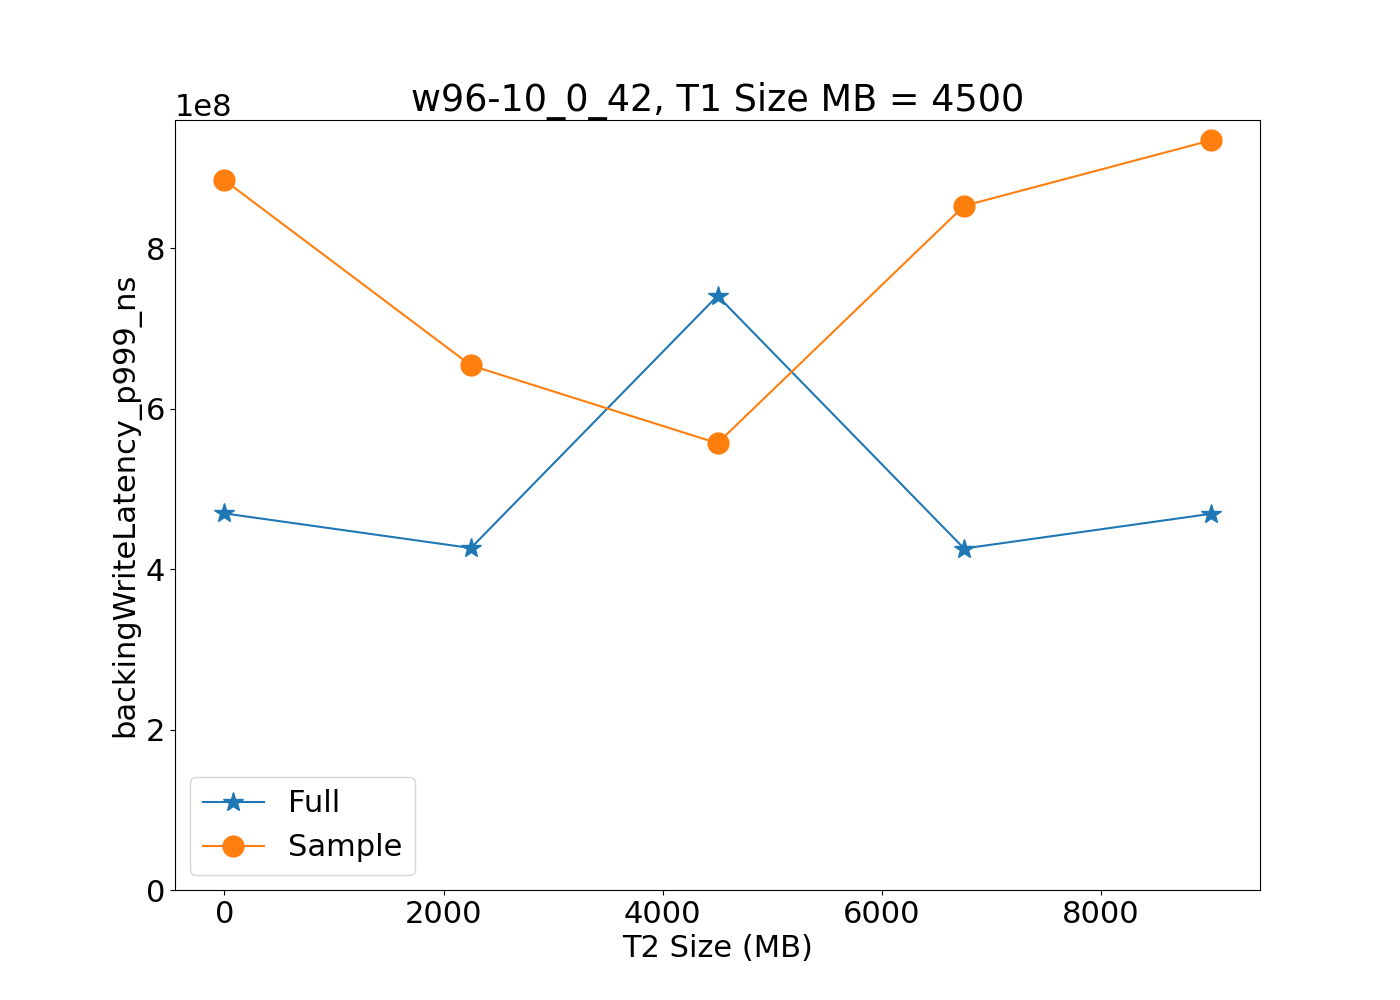 w96-10_0_42, T1 Size MB = 4500
1e8
8
6
4
2
0
backingWriteLatency_p999_ns
Full
Sample
0 2000 4000 6000 8000
T2 Size (MB)